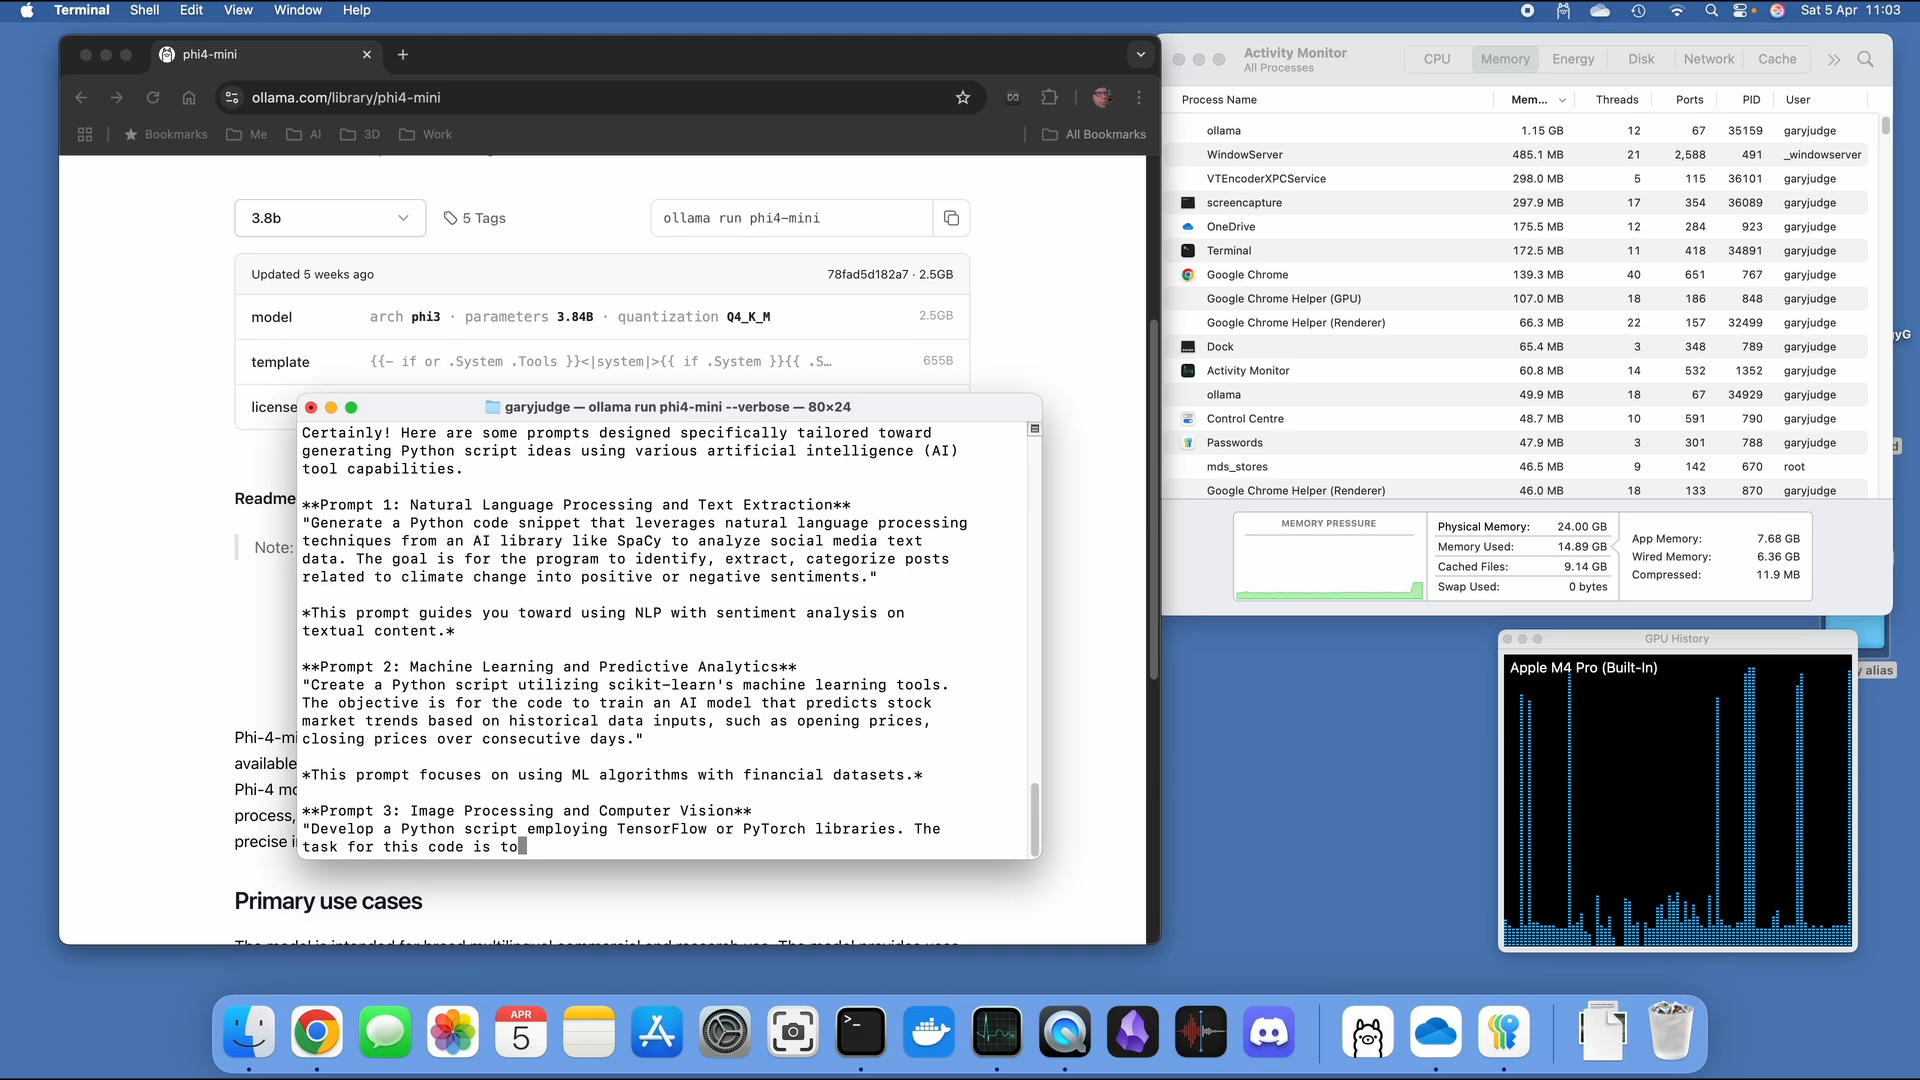 Terminal Shell Edit View Window Help
Sat 5 Apr 11:03
phi4-mini
ollama.com/library/phi4-mini
Bookmarks Me AI 3D Work
All Bookmarks
3.8b
5 Tags
ollama run phi4-mini
Updated 5 weeks ago
78fad5d182a7 · 2.5GB
model arch phi3 · parameters 3.84B · quantization Q4_K_M 2.5GB
template {{- if or .System .Tools }}<|system|>{{ if .System }}{{ .S… 655B
license
Readme
Note:
Phi-4-mi
available
Phi-4 mo
process,
precise i
Primary use cases
garyjudge — ollama run phi4-mini --verbose — 80×24
Certainly! Here are some prompts designed specifically tailored toward
generating Python script ideas using various artificial intelligence (AI)
tool capabilities.
**Prompt 1: Natural Language Processing and Text Extraction**
"Generate a Python code snippet that leverages natural language processing
techniques from an AI library like SpaCy to analyze social media text
data. The goal is for the program to identify, extract, categorize posts
related to climate change into positive or negative sentiments."
*This prompt guides you toward using NLP with sentiment analysis on
textual content.*
**Prompt 2: Machine Learning and Predictive Analytics**
"Create a Python script utilizing scikit-learn's machine learning tools.
The objective is for the code to train an AI model that predicts stock
market trends based on historical data inputs, such as opening prices,
closing prices over consecutive days."
*This prompt focuses on using ML algorithms with financial datasets.*
**Prompt 3: Image Processing and Computer Vision**
"Develop a Python script employing TensorFlow or PyTorch libraries. The
task for this code is to
Activity Monitor
All Processes
CPU Memory Energy Disk Network Cache
Process Name Mem... Threads Ports PID User
ollama 1.15 GB 12 67 35159 garyjudge
WindowServer 485.1 MB 21 2,588 491 _windowserver
VTEncoderXPCService 298.0 MB 5 115 36101 garyjudge
screencapture 297.9 MB 17 354 36089 garyjudge
OneDrive 175.5 MB 12 284 923 garyjudge
Terminal 172.5 MB 11 418 34891 garyjudge
Google Chrome 139.3 MB 40 651 767 garyjudge
Google Chrome Helper (GPU) 107.0 MB 18 186 848 garyjudge
Google Chrome Helper (Renderer) 66.3 MB 22 157 32499 garyjudge
Dock 65.4 MB 3 348 789 garyjudge
Activity Monitor 60.8 MB 14 532 1352 garyjudge
ollama 49.9 MB 18 67 34929 garyjudge
Control Centre 48.7 MB 10 591 790 garyjudge
Passwords 47.9 MB 3 301 788 garyjudge
mds_stores 46.5 MB 9 142 670 root
Google Chrome Helper (Renderer) 46.0 MB 18 133 870 garyjudge
MEMORY PRESSURE
Physical Memory: 24.00 GB
Memory Used: 14.89 GB
Cached Files: 9.14 GB
Swap Used: 0 bytes
App Memory: 7.68 GB
Wired Memory: 6.36 GB
Compressed: 11.9 MB
GPU History
Apple M4 Pro (Built-In)
yG
d
y alias
APR
5